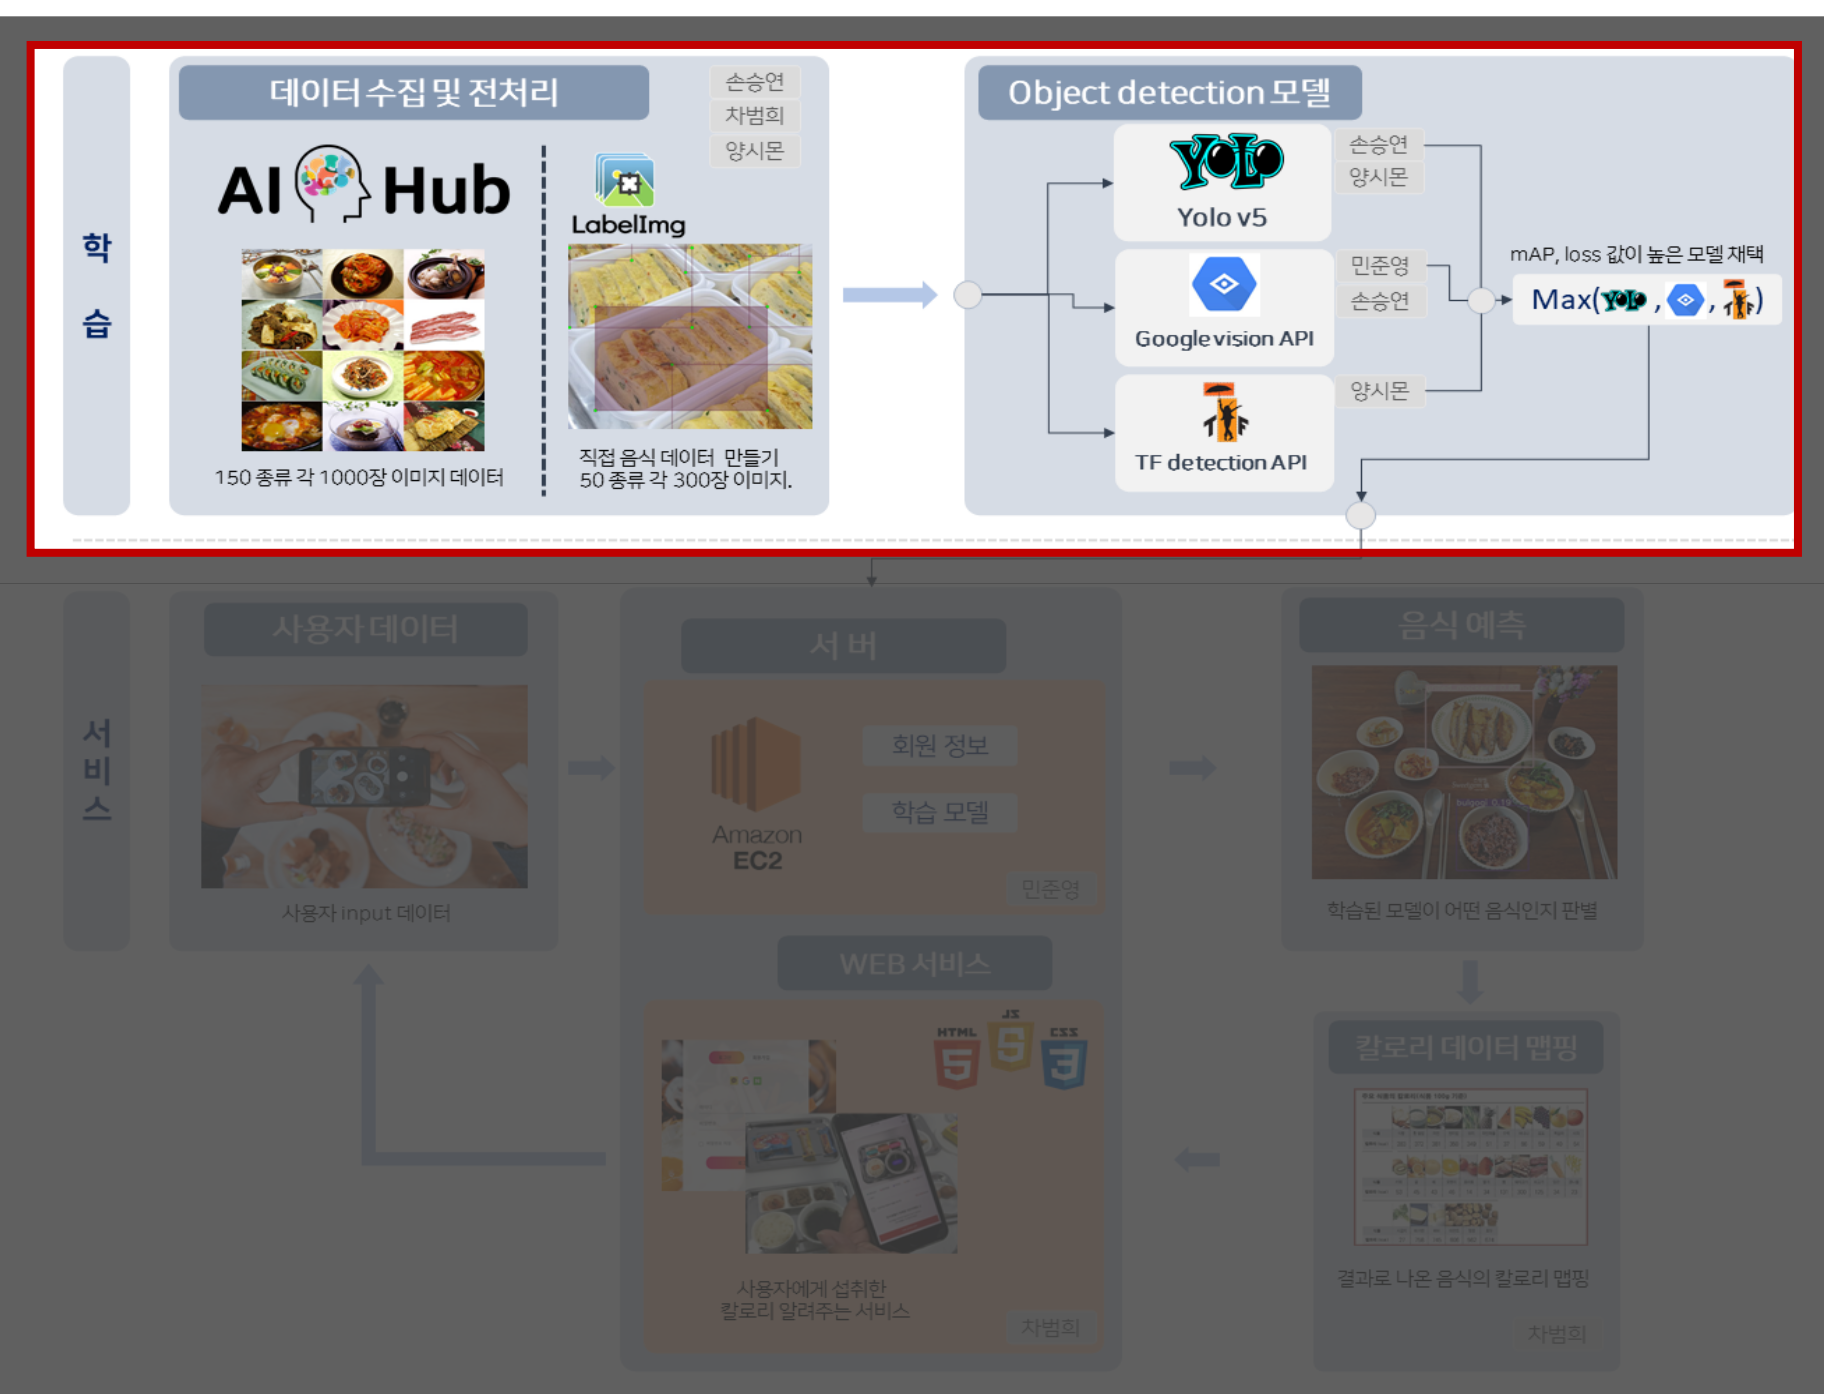 학
습
데이터 수집 및 전처리
손승연
차범희
양시몬
AI Hub
150 종류 각 1000장 이미지 데이터
LabelImg
직접 음식 데이터 만들기
50 종류 각 300장 이미지.
Object detection 모델
YOLO
Yolo v5
손승연
양시몬
Google vision API
민준영
손승연
TF
TF detection API
양시몬
mAP, loss 값이 높은 모델 채택
Max(YOLO , , TF)
서
비
스
사용자 데이터
사용자 input 데이터
서 버
Amazon
EC2
회원 정보
학습 모델
민준영
WEB 서비스
HTML
5
JS
5
CSS
3
사용자에게 섭취한
칼로리 알려주는 서비스
차범희
음식 예측
bulgogi 0.19
학습된 모델이 어떤 음식인지 판별
칼로리 데이터 맵핑
결과로 나온 음식의 칼로리 맵핑
차범희